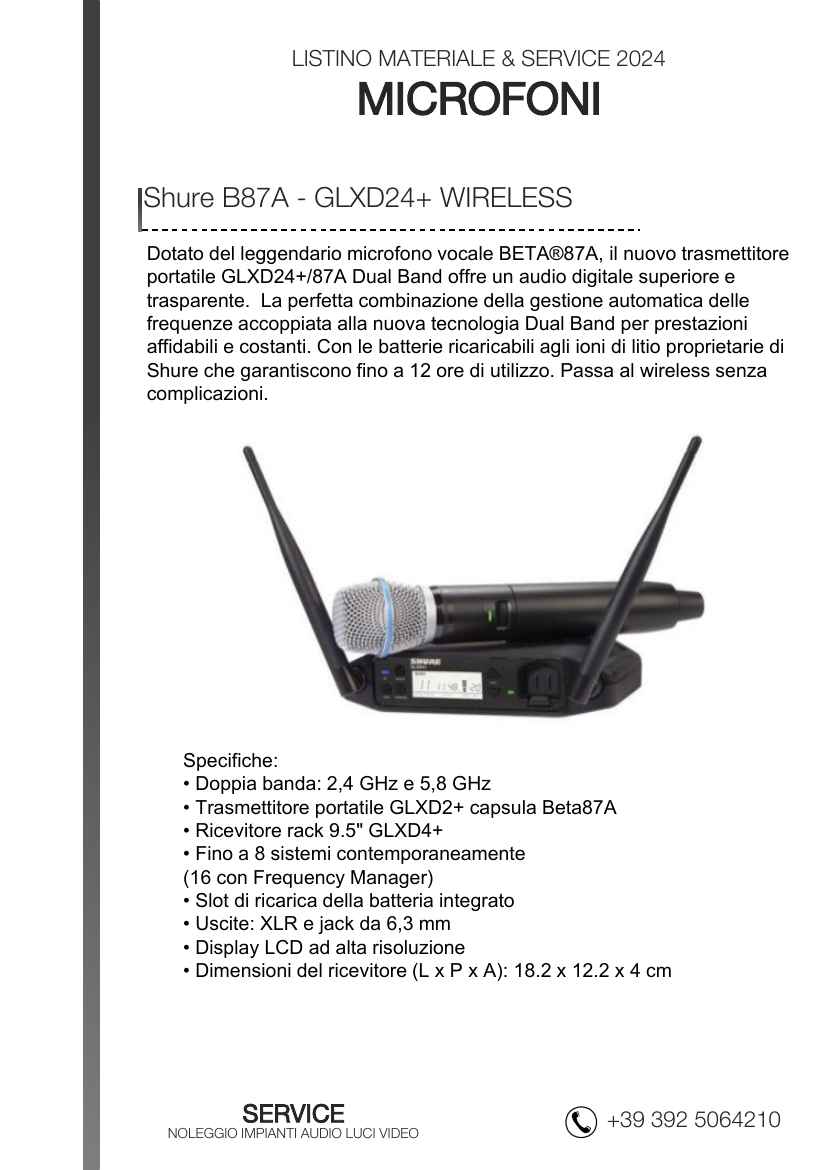 LISTINO MATERIALE & SERVICE 2024
MICROFONI
Shure B87A - GLXD24+ WIRELESS
Dotato del leggendario microfono vocale BETA®87A, il nuovo trasmettitore
portatile GLXD24+/87A Dual Band offre un audio digitale superiore e
trasparente.  La perfetta combinazione della gestione automatica delle
frequenze accoppiata alla nuova tecnologia Dual Band per prestazioni
affidabili e costanti. Con le batterie ricaricabili agli ioni di litio proprietarie di
Shure che garantiscono fino a 12 ore di utilizzo. Passa al wireless senza
complicazioni.
SHURE
Specifiche:
• Doppia banda: 2,4 GHz e 5,8 GHz
• Trasmettitore portatile GLXD2+ capsula Beta87A
• Ricevitore rack 9.5" GLXD4+
• Fino a 8 sistemi contemporaneamente
(16 con Frequency Manager)
• Slot di ricarica della batteria integrato
• Uscite: XLR e jack da 6,3 mm
• Display LCD ad alta risoluzione
• Dimensioni del ricevitore (L x P x A): 18.2 x 12.2 x 4 cm
SERVICE
NOLEGGIO IMPIANTI AUDIO LUCI VIDEO
+39 392 5064210